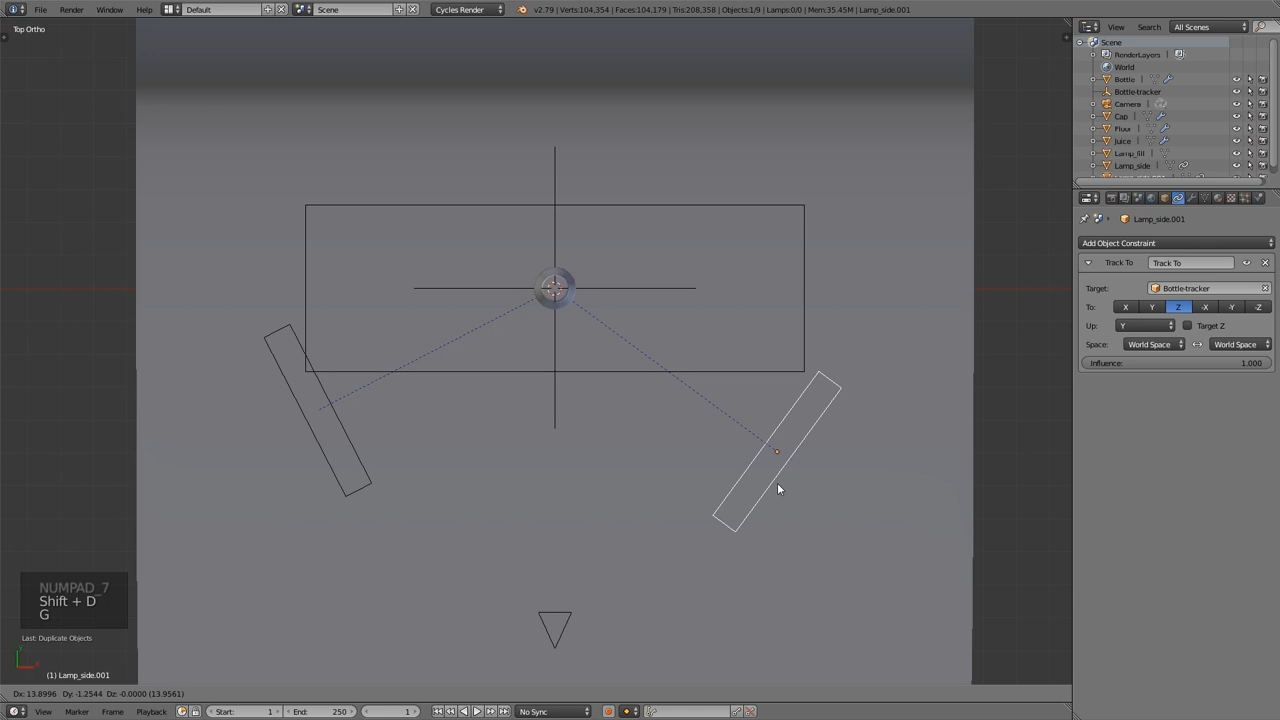 File Render Window Help Default Scene Cycles Render v2.79 | Verts:104,354 | Faces:104,179 | Tris:208,358 | Objects:1/9 | Lamps:0/0 | Mem:35.45M | Lamp_side.001
View Search All Scenes
Top Ortho
Scene
RenderLayers
World
Bottle
Bottle-tracker
Camera
Cap
Floor
Juice
Lamp_fill
Lamp_side
Lamp_side.001
Lamp_side.001
Add Object Constraint
Track To Track To
Target: Bottle-tracker
To: X Y Z -X -Y -Z
Up: Y Target Z
Space: World Space World Space
Influence: 1.000
NUMPAD_7
Shift + D
G
Last: Duplicate Objects
(1) Lamp_side.001
Dx: 13.8996 Dy: -1.2544 Dz: -0.0000 (13.9561)
View Marker Frame Playback Start: 1 End: 250 1 No Sync